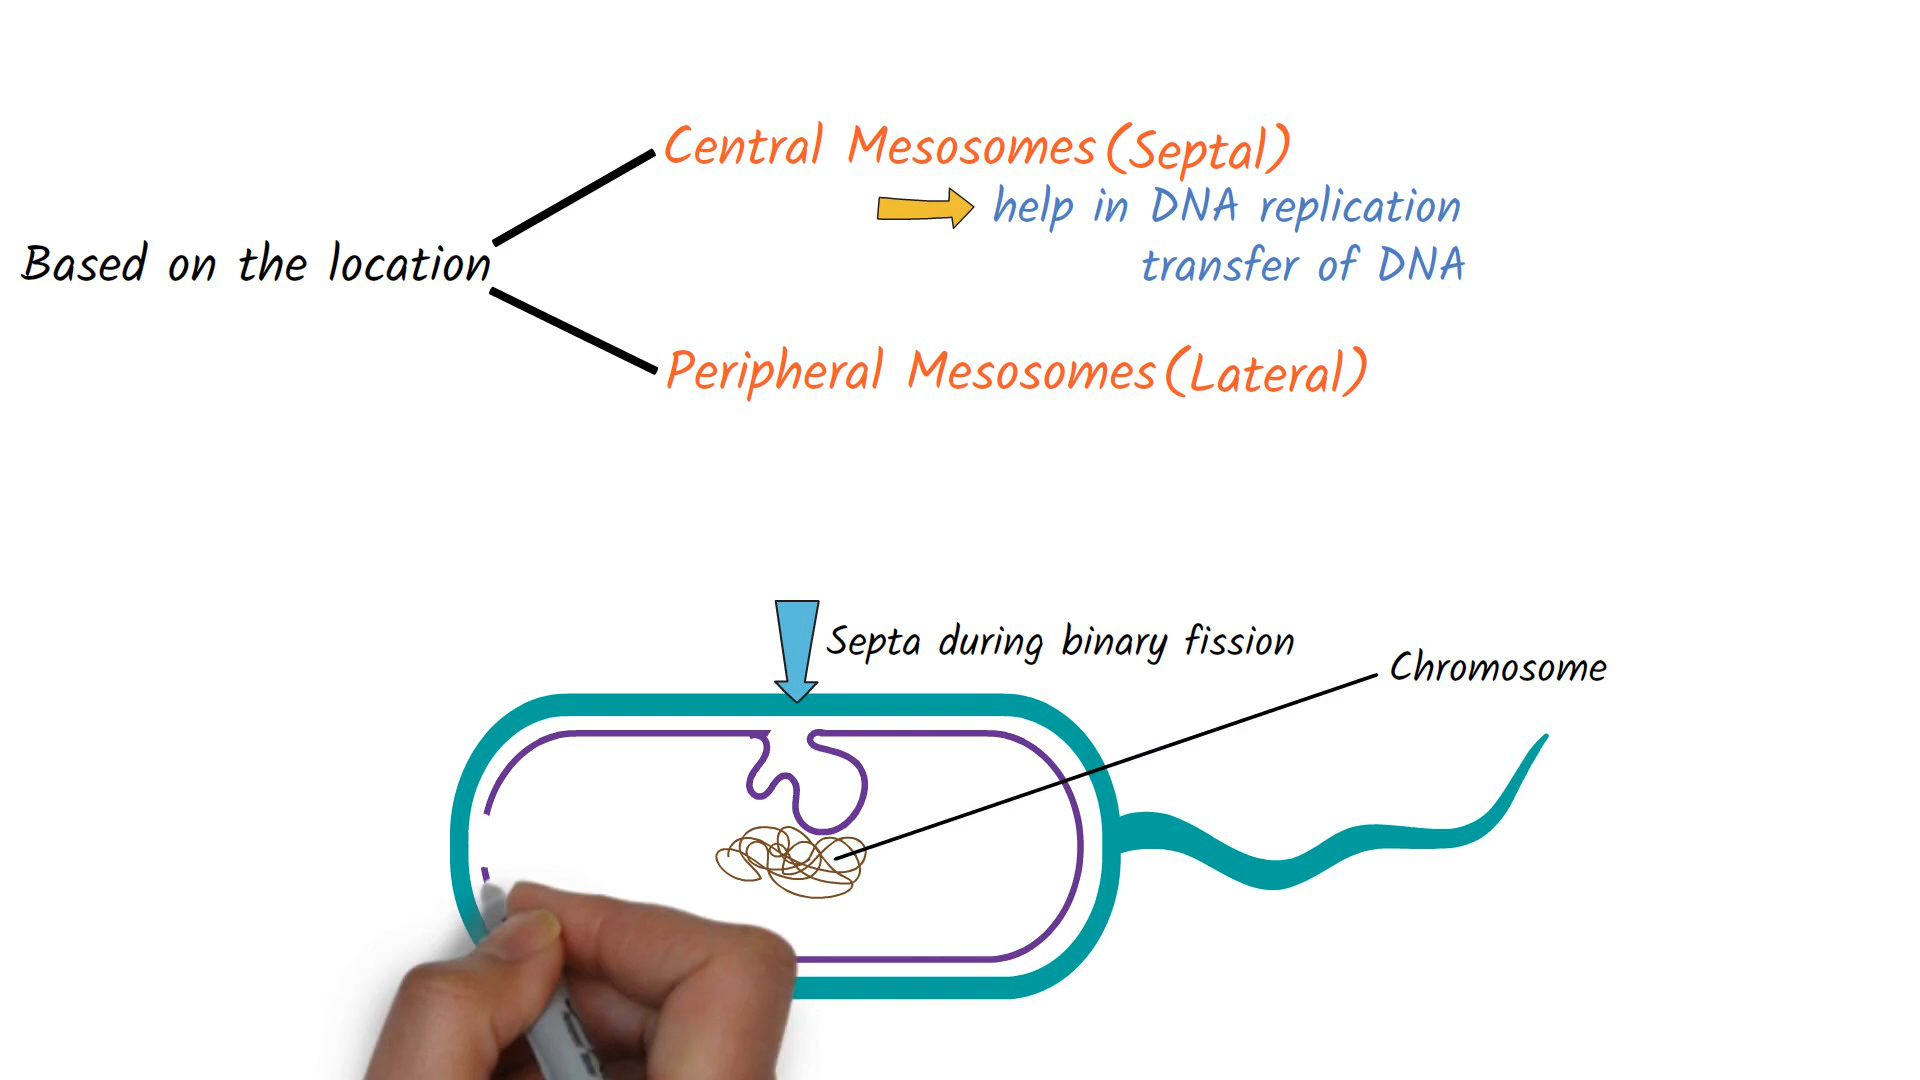 Central Mesosomes (Septal)
help in DNA replication
transfer of DNA
Based on the location
Peripheral Mesosomes (Lateral)
Septa during binary fission
Chromosome